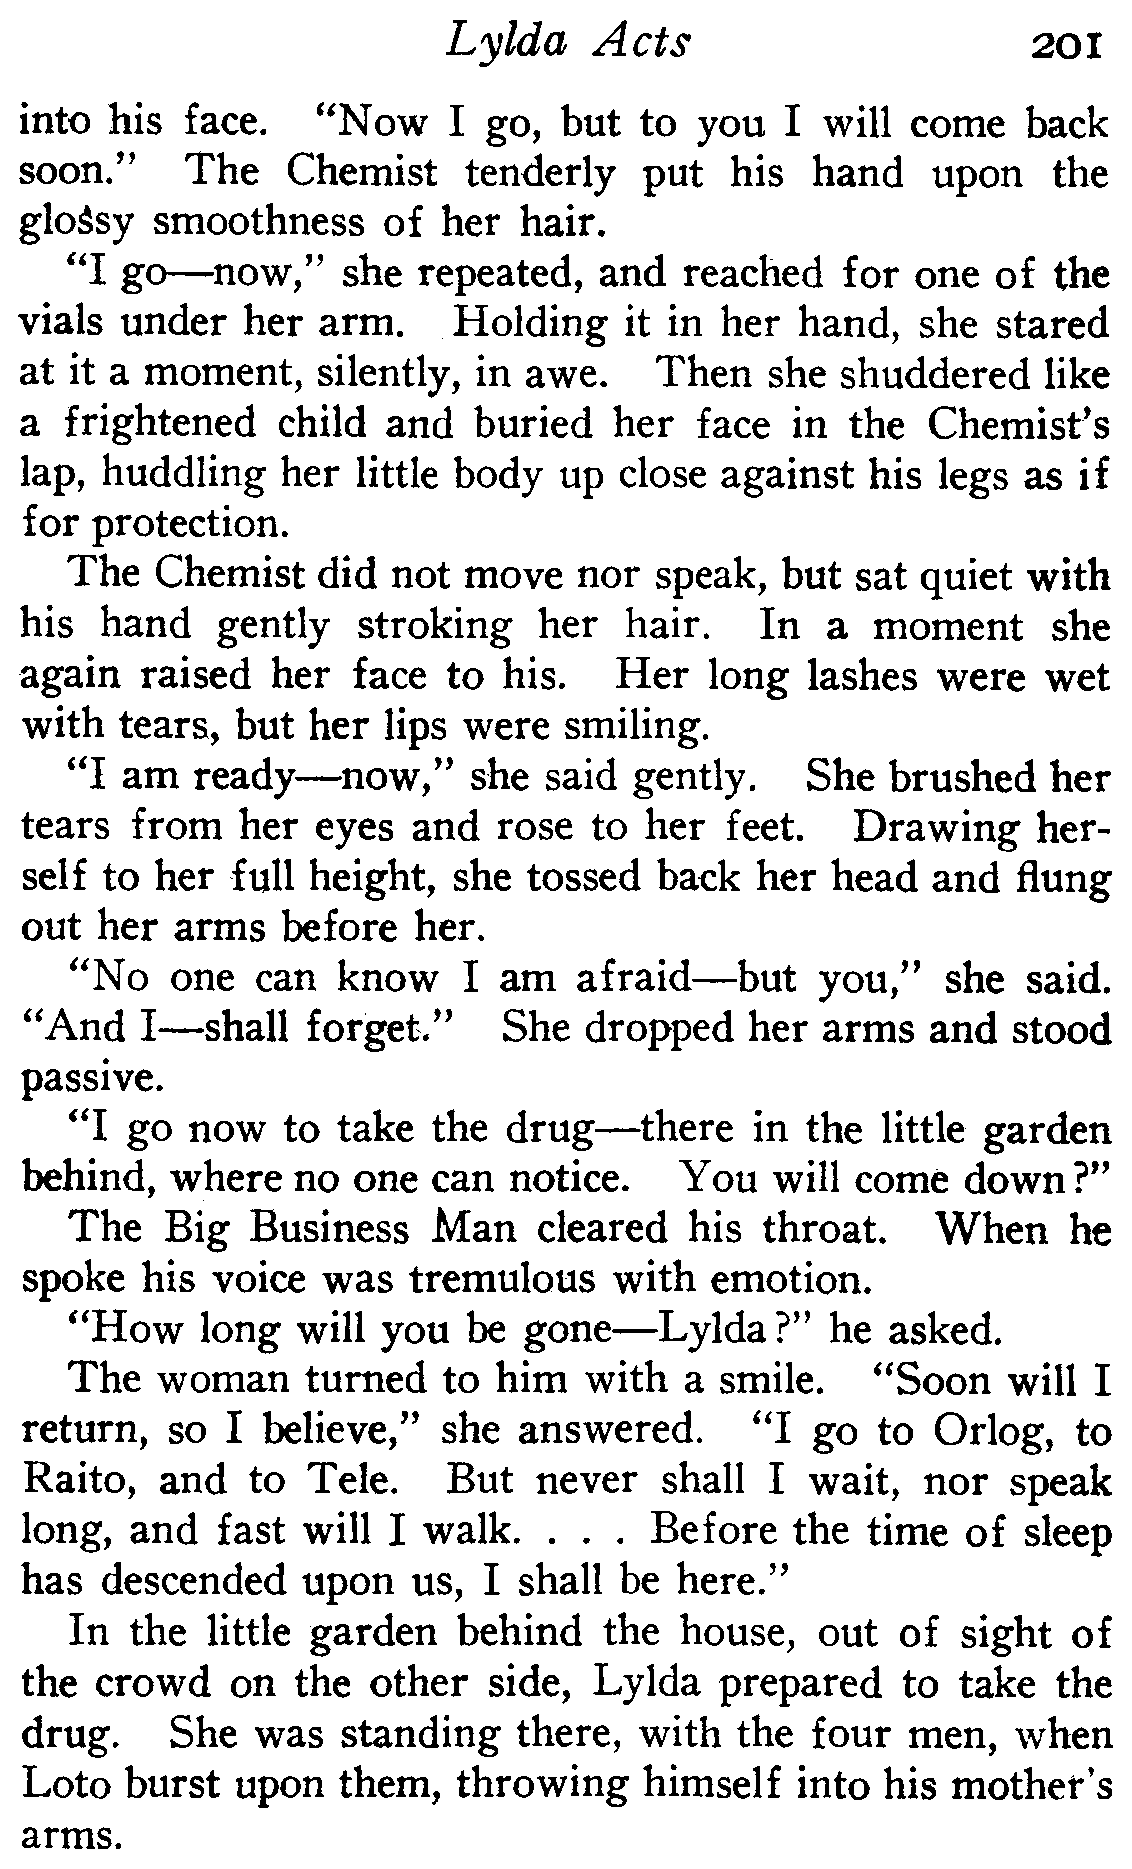 Lylda Acts 201
into his face. "Now I go, but to you I will come back
soon." The Chemist tenderly put his hand upon the
glossy smoothness of her hair.
"I go—now," she repeated, and reached for one of the
vials under her arm. Holding it in her hand, she stared
at it a moment, silently, in awe. Then she shuddered like
a frightened child and buried her face in the Chemist's
lap, huddling her little body up close against his legs as if
for protection.
The Chemist did not move nor speak, but sat quiet with
his hand gently stroking her hair. In a moment she
again raised her face to his. Her long lashes were wet
with tears, but her lips were smiling.
"I am ready—now," she said gently. She brushed her
tears from her eyes and rose to her feet. Drawing her-
self to her full height, she tossed back her head and flung
out her arms before her.
"No one can know I am afraid—but you," she said.
"And I—shall forget." She dropped her arms and stood
passive.
"I go now to take the drug—there in the little garden
behind, where no one can notice. You will come down?"
The Big Business Man cleared his throat. When he
spoke his voice was tremulous with emotion.
"How long will you be gone—Lylda?" he asked.
The woman turned to him with a smile. "Soon will I
return, so I believe," she answered. "I go to Orlog, to
Raito, and to Tele. But never shall I wait, nor speak
long, and fast will I walk. . . . Before the time of sleep
has descended upon us, I shall be here."
In the little garden behind the house, out of sight of
the crowd on the other side, Lylda prepared to take the
drug. She was standing there, with the four men, when
Loto burst upon them, throwing himself into his mother's
arms.